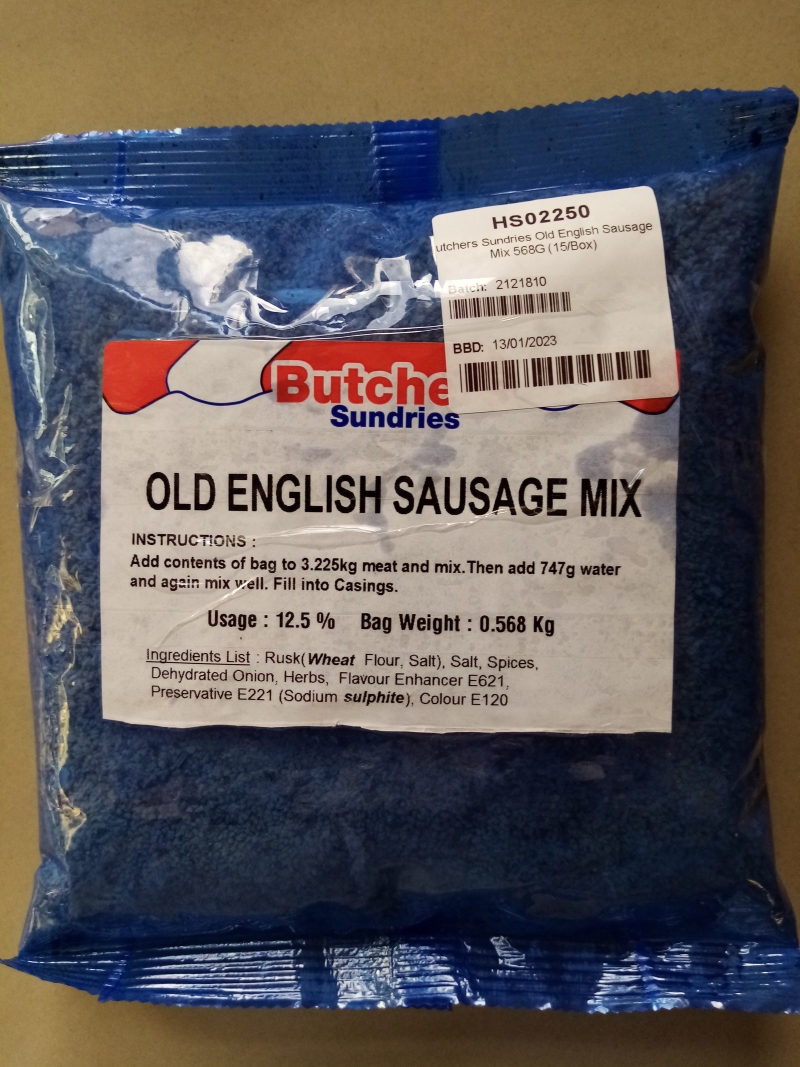 HS02250
utchers Sundries Old English Sausage
Mix 568G (15/Box)
Batch: 2121810
BBD: 13/01/2023
Butche
Sundries
OLD ENGLISH SAUSAGE MIX
INSTRUCTIONS :
Add contents of bag to 3.225kg meat and mix.Then add 747g water
and again mix well. Fill into Casings.
Usage : 12.5 % Bag Weight : 0.568 Kg
Ingredients List : Rusk(Wheat Flour, Salt), Salt, Spices,
Dehydrated Onion, Herbs, Flavour Enhancer E621,
Preservative E221 (Sodium sulphite), Colour E120